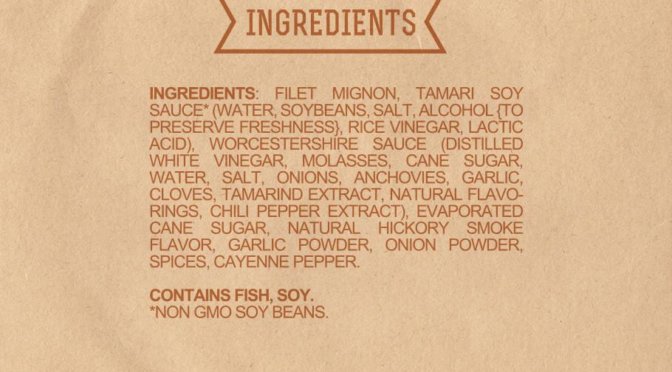 INGREDIENTS
INGREDIENTS: FILET MIGNON, TAMARI SOY
SAUCE* (WATER, SOYBEANS, SALT, ALCOHOL {TO
PRESERVE FRESHNESS}, RICE VINEGAR, LACTIC
ACID), WORCESTERSHIRE SAUCE (DISTILLED
WHITE VINEGAR, MOLASSES, CANE SUGAR,
WATER, SALT, ONIONS, ANCHOVIES, GARLIC,
CLOVES, TAMARIND EXTRACT, NATURAL FLAVO-
RINGS, CHILI PEPPER EXTRACT), EVAPORATED
CANE SUGAR, NATURAL HICKORY SMOKE
FLAVOR, GARLIC POWDER, ONION POWDER,
SPICES, CAYENNE PEPPER.
CONTAINS FISH, SOY.
*NON GMO SOY BEANS.